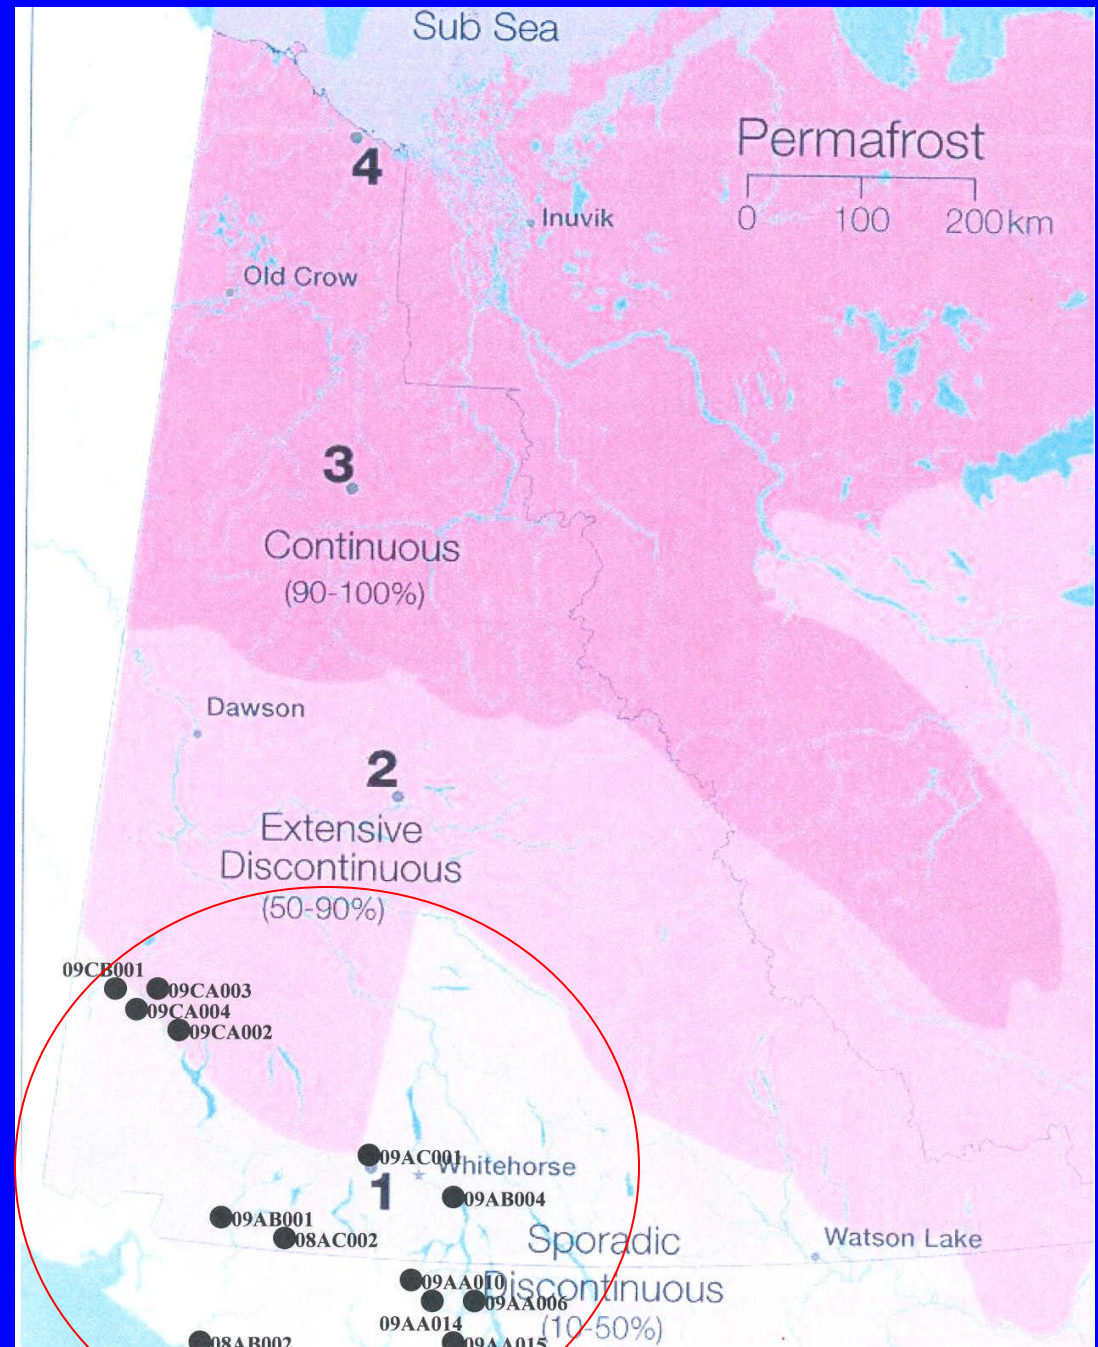 Sub Sea
Permafrost
0 100 200km
4
Inuvik
Old Crow
3
Continuous
(90-100%)
Dawson
2
Extensive
Discontinuous
(50-90%)
09CB001
09CA003
09CA004
09CA002
09AC001
Whitehorse
1
09AB004
09AB001
08AC002
Sporadic
Watson Lake
09AA010
Discontinuous
09AA006
09AA014
(10-50%)
08AB002
09AA015